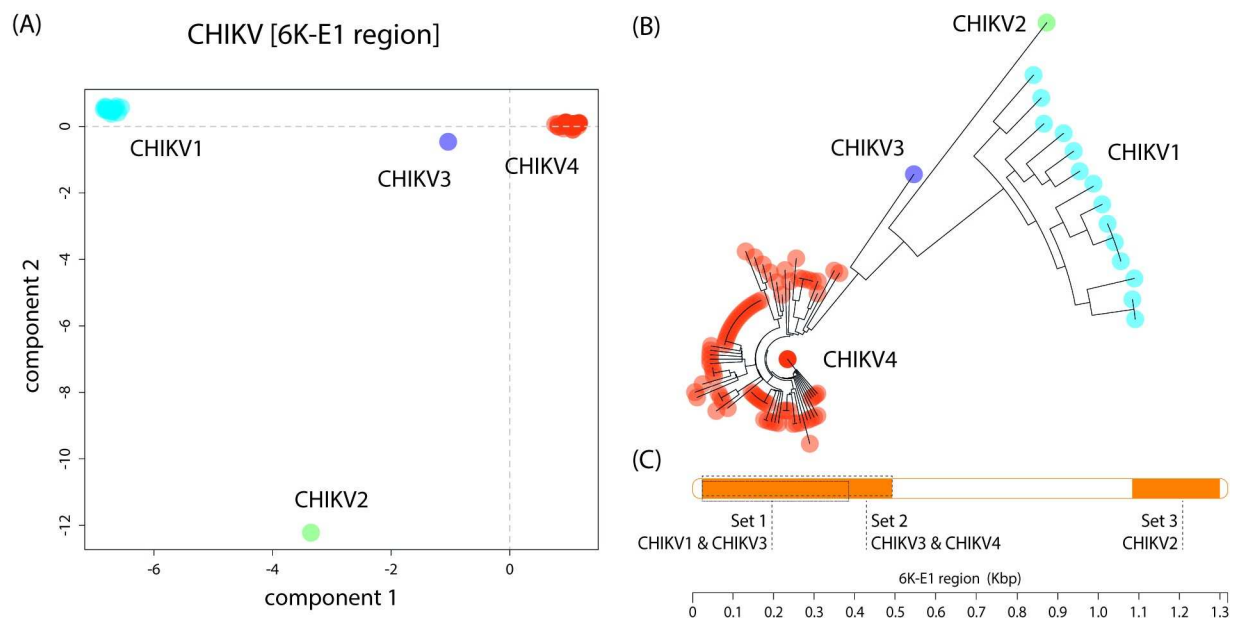 (A)
CHIKV [6K-E1 region]
0
-2
-4
-6
-8
-10
-12
component 2
CHIKV1
CHIKV3
CHIKV4
CHIKV2
-6
-4
-2
0
component 1
(B)
CHIKV2
CHIKV3
CHIKV1
CHIKV4
(C)
Set 1
CHIKV1 & CHIKV3
Set 2
CHIKV3 & CHIKV4
Set 3
CHIKV2
6K-E1 region (Kbp)
0 0.1 0.2 0.3 0.4 0.5 0.6 0.7 0.8 0.9 1.0 1.1 1.2 1.3